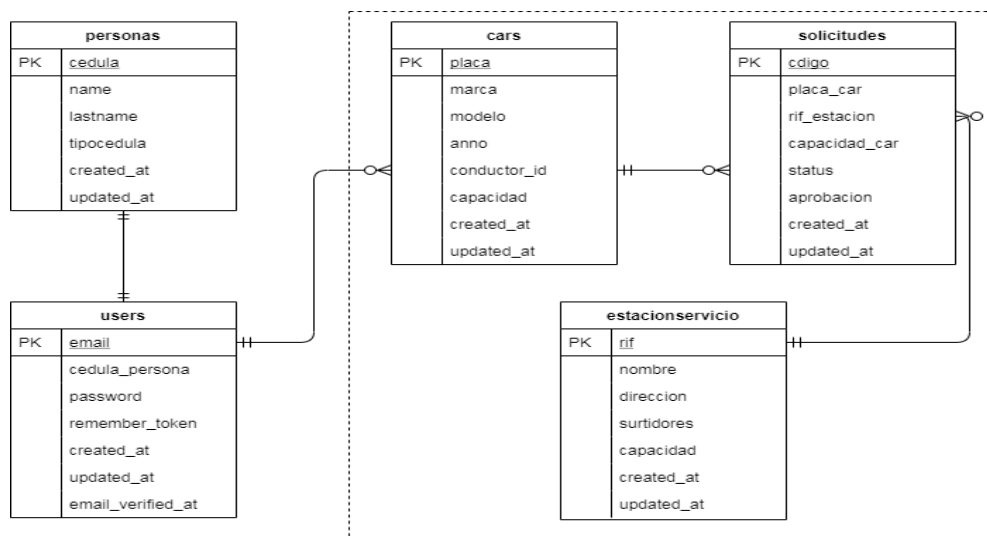 personas
PK cedula
name
lastname
tipocedula
created_at
updated_at
cars
PK placa
marca
modelo
anno
conductor_id
capacidad
created_at
updated_at
solicitudes
PK cdigo
placa_car
rif_estacion
capacidad_car
status
aprobacion
created_at
updated_at
users
PK email
cedula_persona
password
remember_token
created_at
updated_at
email_verified_at
estacionservicio
PK rif
nombre
direccion
surtidores
capacidad
created_at
updated_at